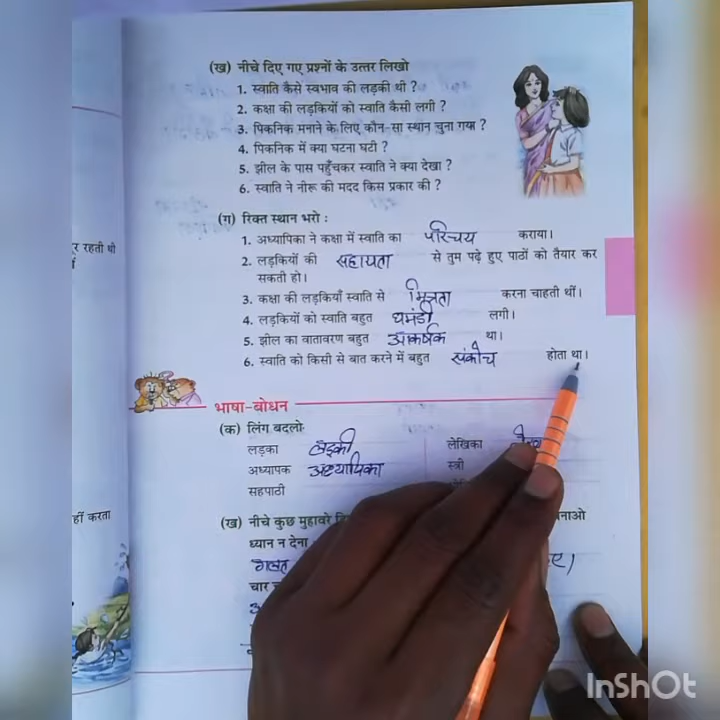 (ख) नीचे दिए गए प्रश्नों के उत्तर लिखो
1. स्वाति कैसे स्वभाव की लड़की थी ?
2. कक्षा की लड़कियों को स्वाति कैसी लगी ?
3. पिकनिक मनाने के लिए कौन-सा स्थान चुना गया ?
4. पिकनिक में क्या घटना घटी ?
5. झील के पास पहुँचकर स्वाति ने क्या देखा ?
6. स्वाति ने नीरू की मदद किस प्रकार की ?
(ग) रिक्त स्थान भरो :
1. अध्यापिका ने कक्षा में स्वाति का परिचय कराया।
2. लड़कियों की सहायता से तुम पढ़े हुए पाठों को तैयार कर
सकती हो।
3. कक्षा की लड़कियाँ स्वाति से मित्रता करना चाहती थीं।
4. लड़कियों को स्वाति बहुत घमंडी लगी।
5. झील का वातावरण बहुत आकर्षक था।
6. स्वाति को किसी से बात करने में बहुत संकोच होता था।
भाषा-बोधन
(क) लिंग बदलो
लड़का लड़की लेखिका
अध्यापक अध्यापिका स्त्री
सहपाठी
(ख) नीचे कुछ मुहावरे
ध्यान न देना
चार
र रहती थी
हीं करता
InShOt